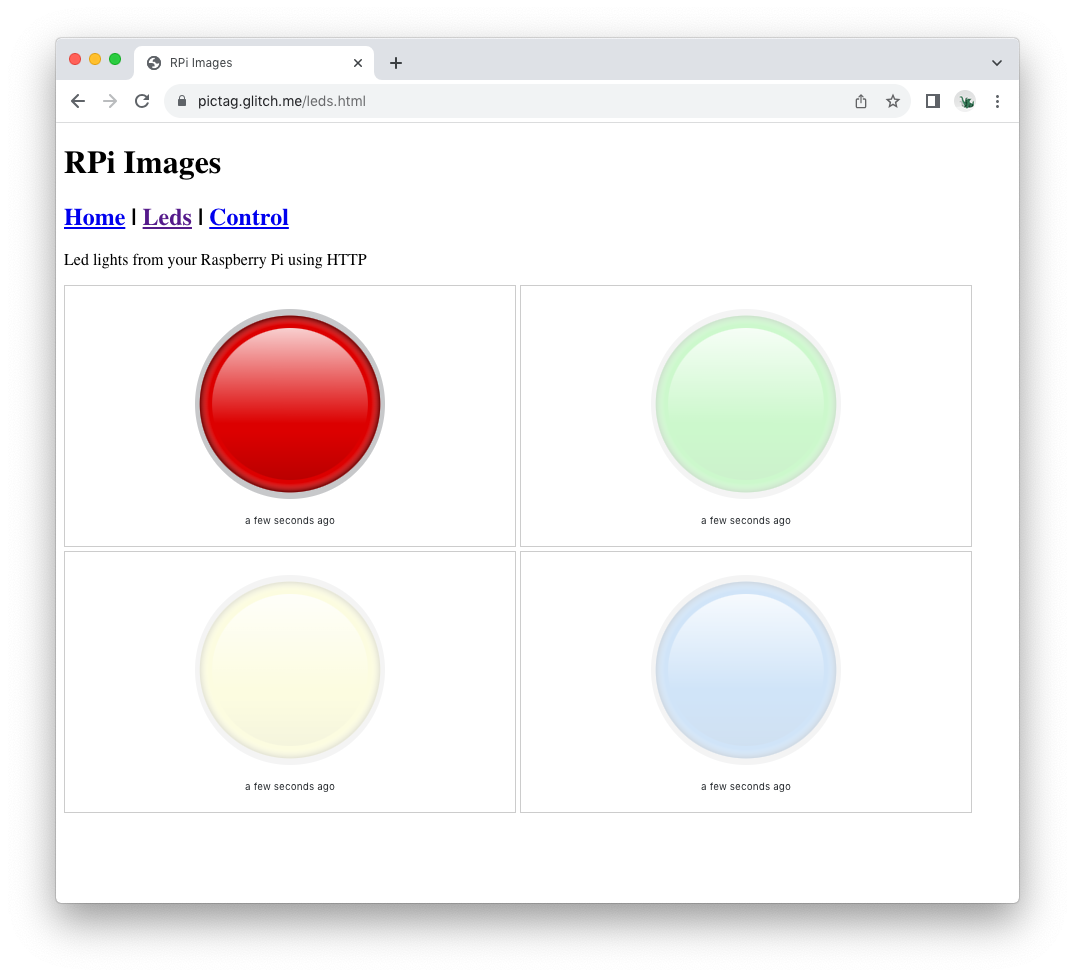 RPi Images
pictag.glitch.me/leds.html
RPi Images
Home | Leds | Control
Led lights from your Raspberry Pi using HTTP
a few seconds ago
a few seconds ago
a few seconds ago
a few seconds ago